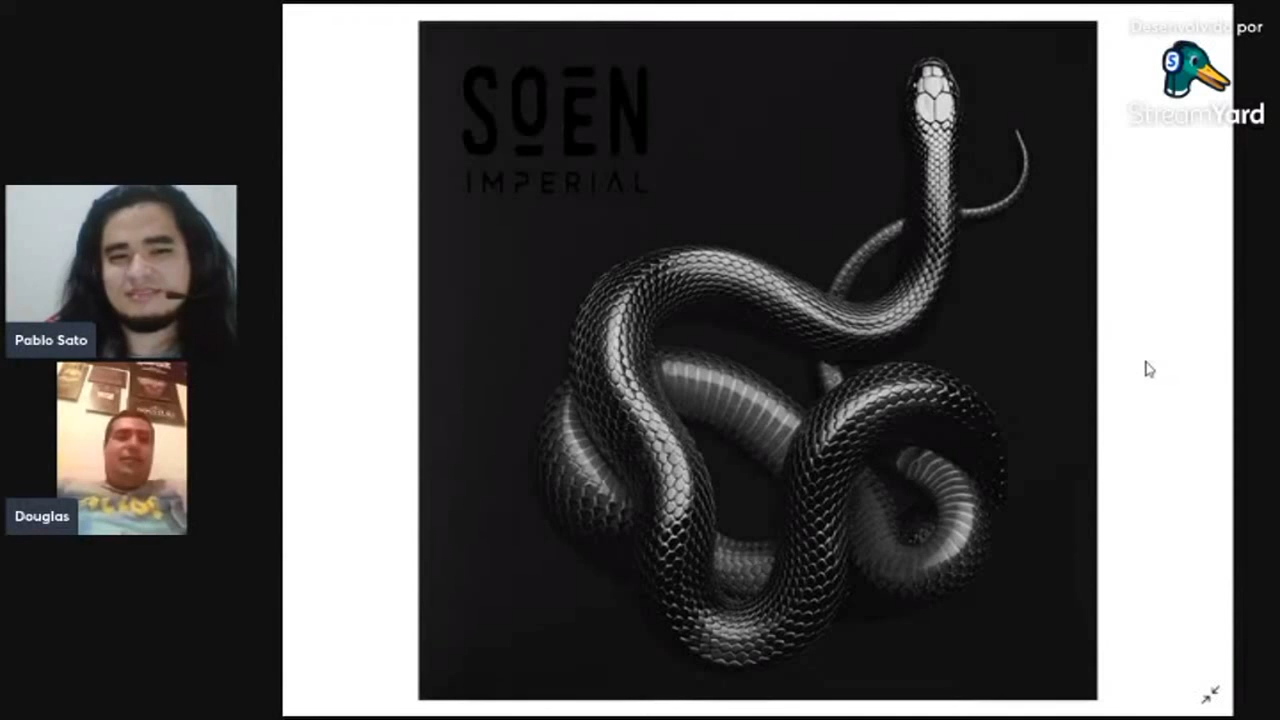 SOEN
IMPERIAL
Desenvolvido por
StreamYard
Pablo Sato
Douglas